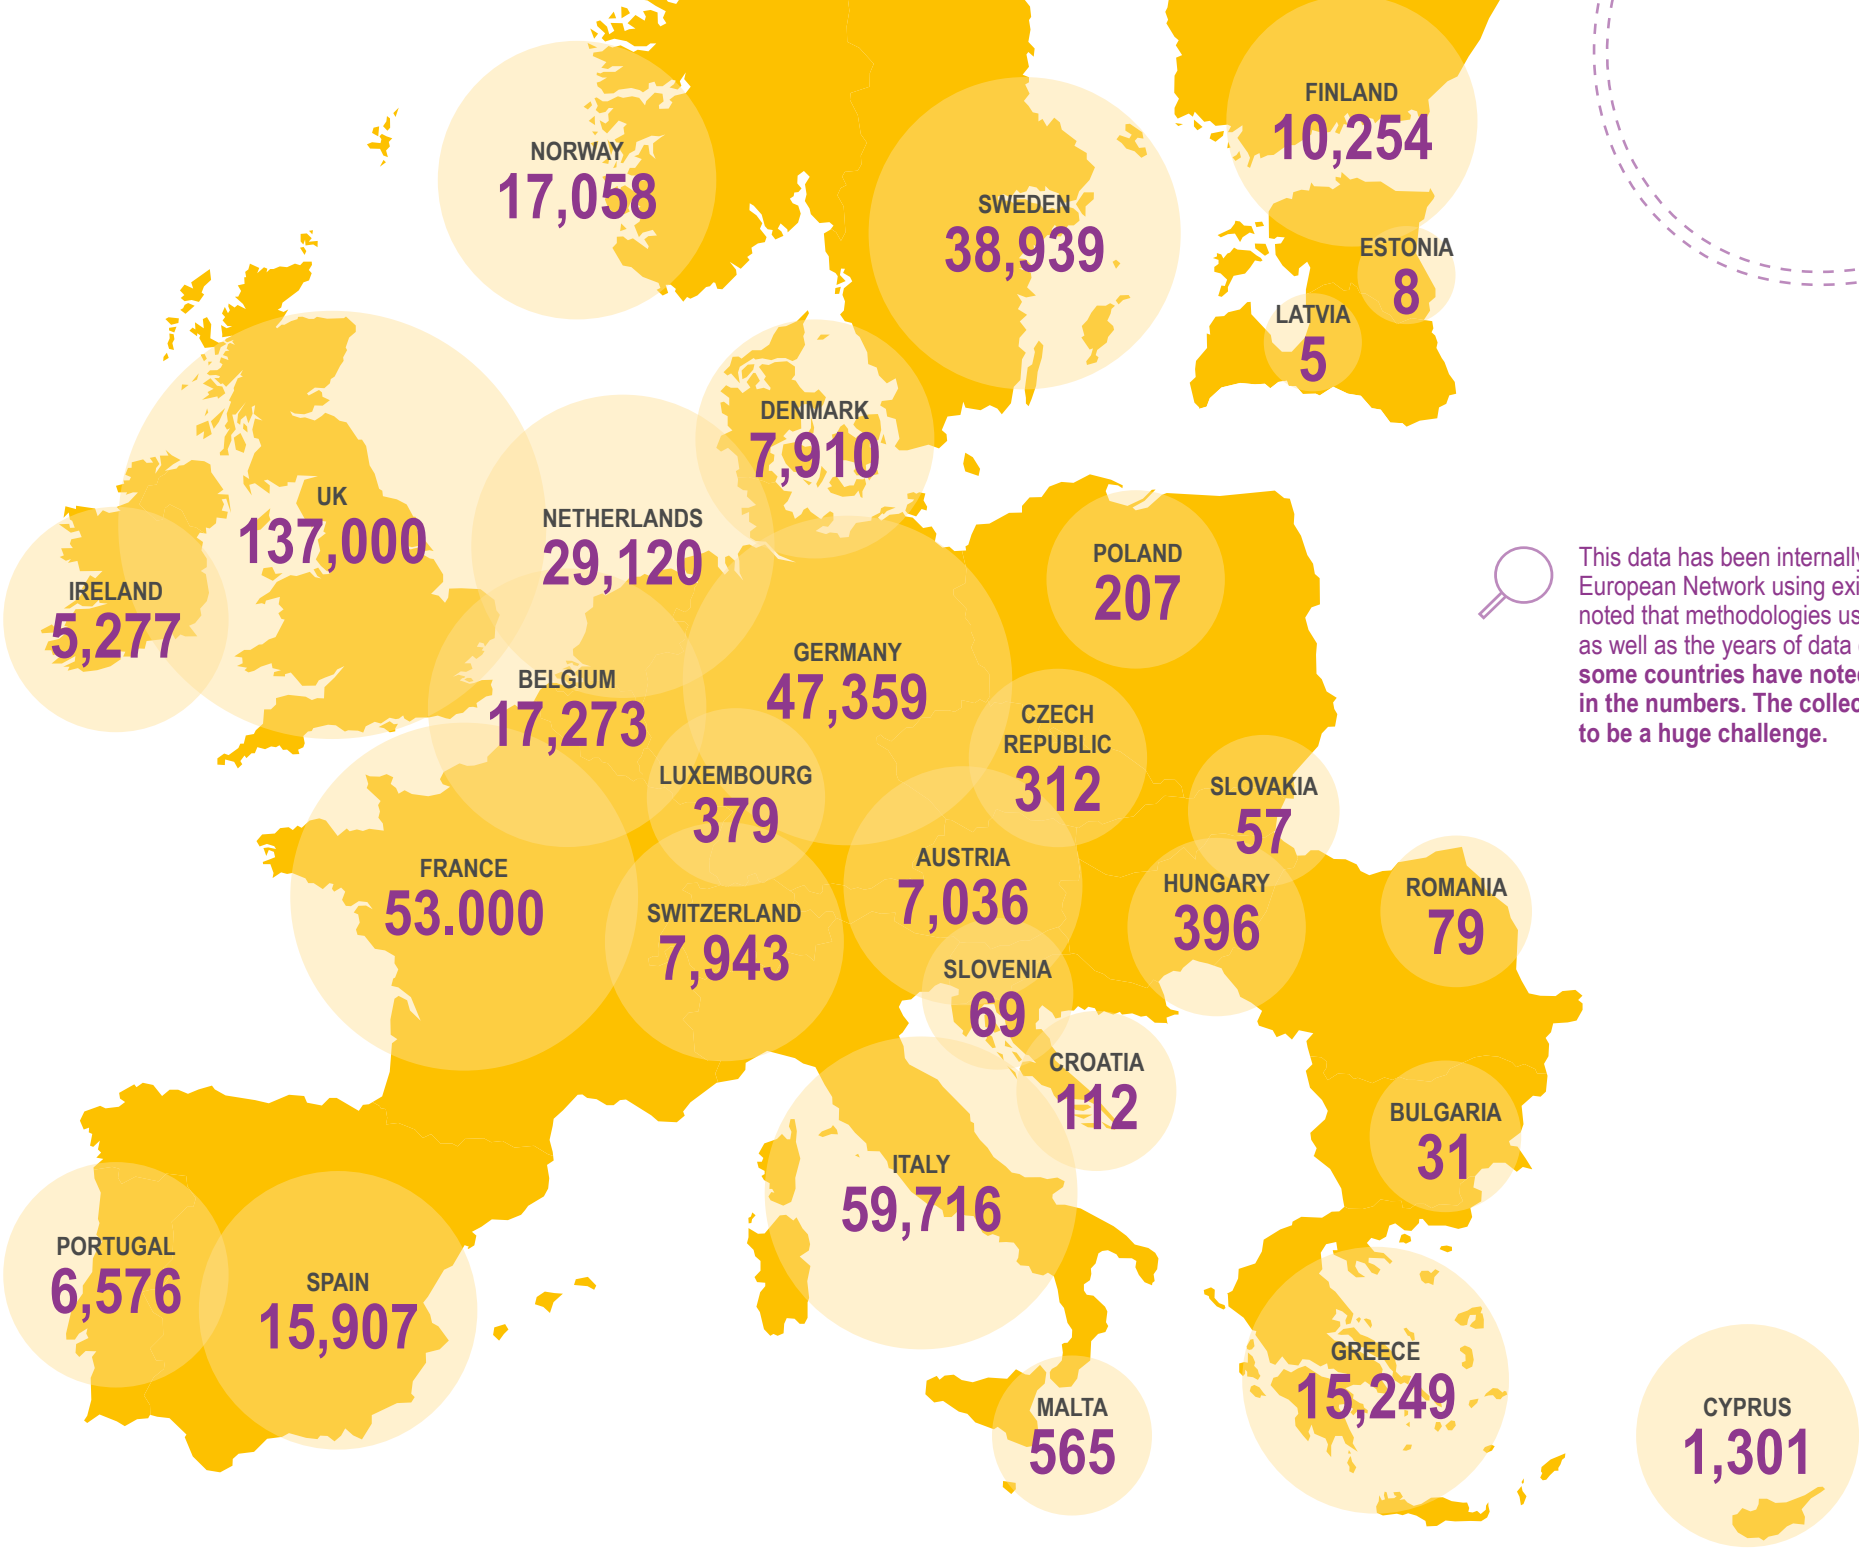 FINLAND
10,254
NORWAY
17,058
SWEDEN
38,939
ESTONIA
8
LATVIA
5
DENMARK
7,910
UK
137,000
NETHERLANDS
29,120
IRELAND
5,277
POLAND
207
GERMANY
47,359
BELGIUM
17,273
CZECH
REPUBLIC
312
LUXEMBOURG
379
SLOVAKIA
57
FRANCE
53.000
AUSTRIA
7,036
HUNGARY
396
ROMANIA
79
SWITZERLAND
7,943
SLOVENIA
69
CROATIA
112
BULGARIA
31
ITALY
59,716
PORTUGAL
6,576
SPAIN
15,907
GREECE
15,249
MALTA
565
CYPRUS
1,301
This data has been internally
European Network using exi
noted that methodologies us
as well as the years of data
some countries have noted
in the numbers. The collec
to be a huge challenge.